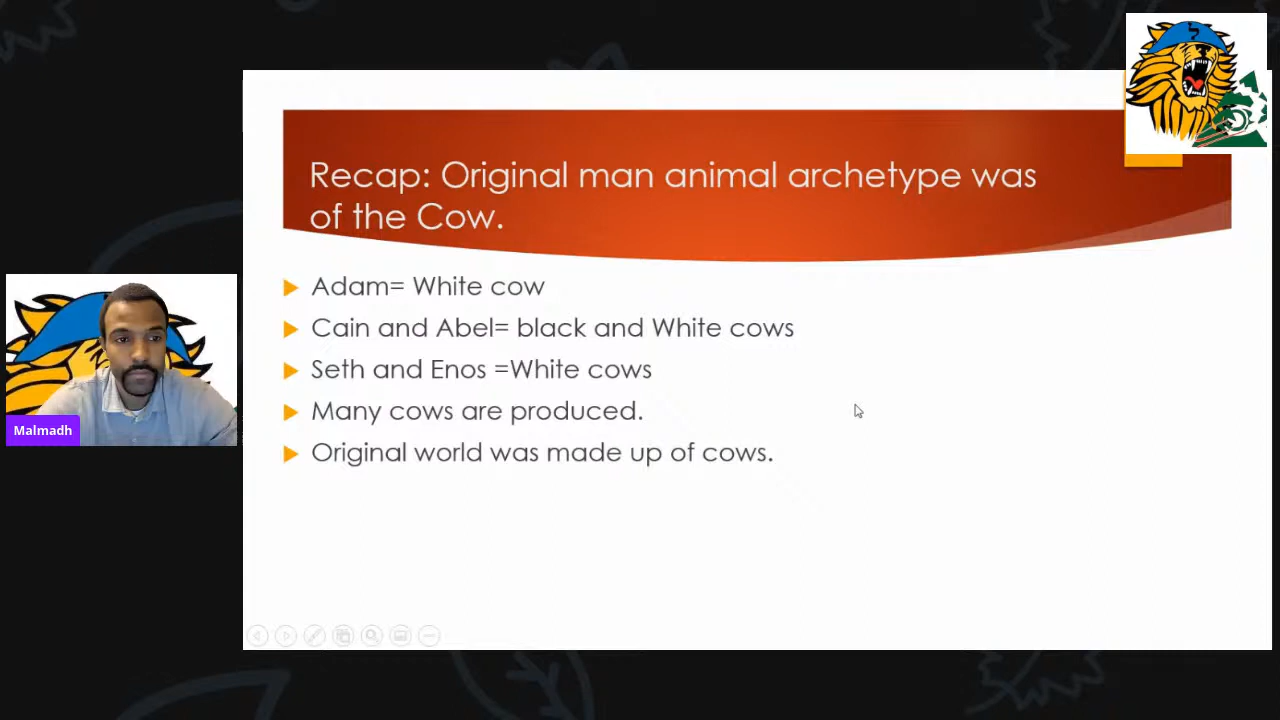 Recap: Original man animal archetype was
of the Cow.
Adam= White cow
Cain and Abel= black and White cows
Seth and Enos =White cows
Many cows are produced.
Original world was made up of cows.
Malmadh